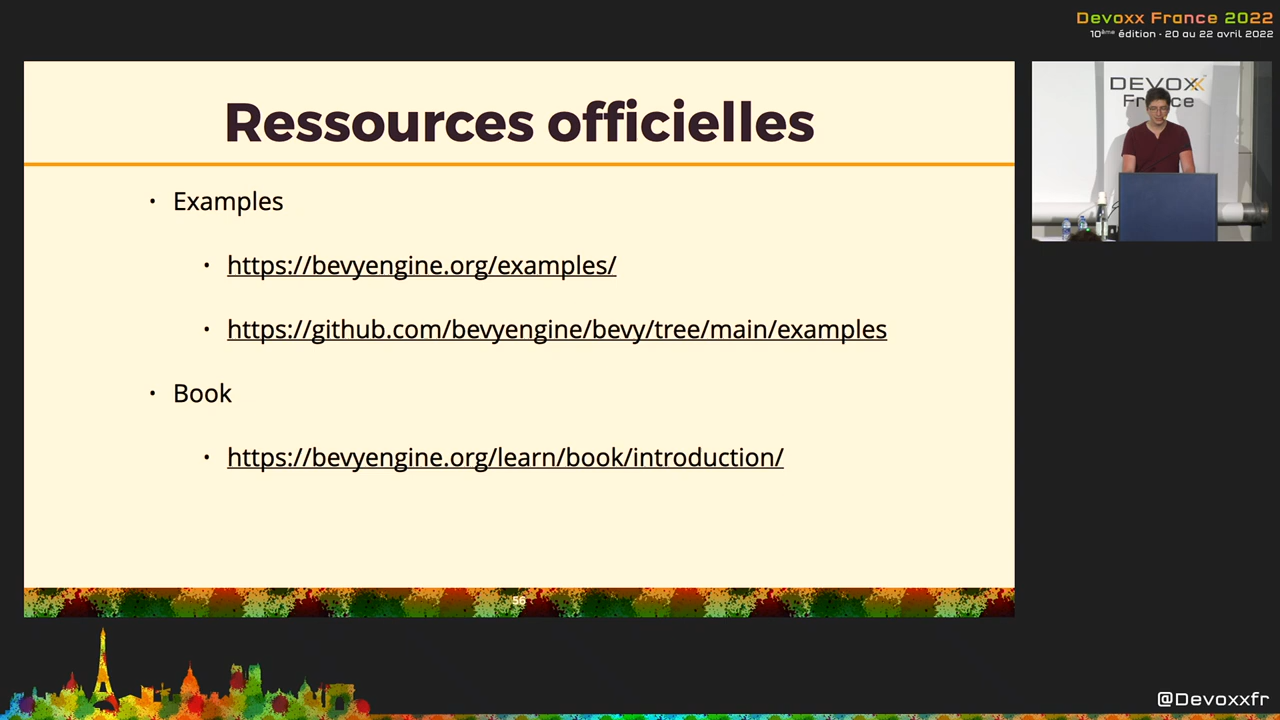 Devoxx France 2022
10ème édition - 20 au 22 avril 2022
DEVOXX
France
Ressources officielles
• Examples
• https://bevyengine.org/examples/
• https://github.com/bevyengine/bevy/tree/main/examples
• Book
• https://bevyengine.org/learn/book/introduction/
56
@Devoxxfr